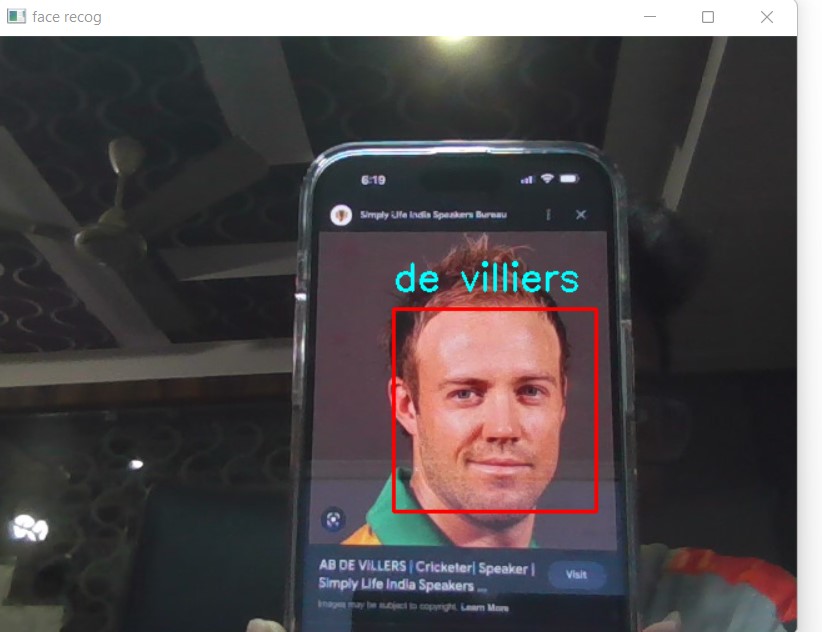 face recog
6:19
Simply Life India Speakers Bureau
de villiers
AB DE VILLERS | Cricketer| Speaker |
Simply Life India Speakers ...
Visit
Images may be subject to copyright. Learn More